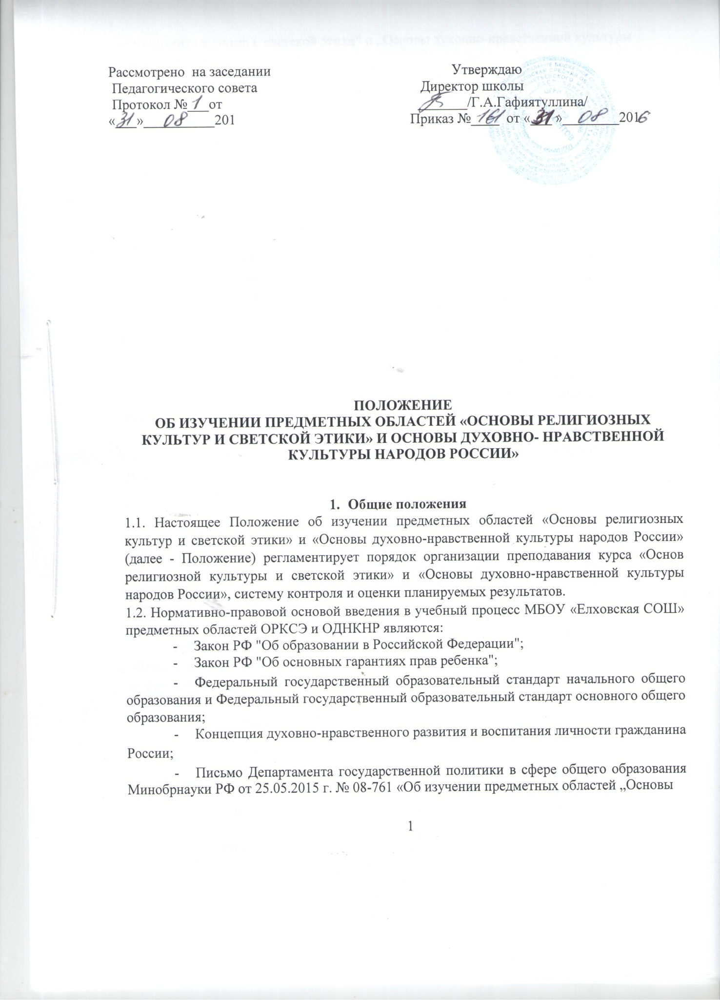 Рассмотрено на заседании
Педагогического совета
Протокол № 1 от
«31» 08 201
Утверждаю
Директор школы
/Г.А.Гафиятуллина/
Приказ № 161 от «31» 08 2016
ПОЛОЖЕНИЕ
ОБ ИЗУЧЕНИИ ПРЕДМЕТНЫХ ОБЛАСТЕЙ «ОСНОВЫ РЕЛИГИОЗНЫХ
КУЛЬТУР И СВЕТСКОЙ ЭТИКИ» И ОСНОВЫ ДУХОВНО- НРАВСТВЕННОЙ
КУЛЬТУРЫ НАРОДОВ РОССИИ»
1. Общие положения
1.1. Настоящее Положение об изучении предметных областей «Основы религиозных
культур и светской этики» и «Основы духовно-нравственной культуры народов России»
(далее - Положение) регламентирует порядок организации преподавания курса «Основ
религиозной культуры и светской этики» и «Основы духовно-нравственной культуры
народов России», систему контроля и оценки планируемых результатов.
1.2. Нормативно-правовой основой введения в учебный процесс МБОУ «Елховская СОШ»
предметных областей ОРКСЭ и ОДНКНР являются:
- Закон РФ "Об образовании в Российской Федерации";
- Закон РФ "Об основных гарантиях прав ребенка";
- Федеральный государственный образовательный стандарт начального общего
образования и Федеральный государственный образовательный стандарт основного общего
образования;
- Концепция духовно-нравственного развития и воспитания личности гражданина
России;
- Письмо Департамента государственной политики в сфере общего образования
Минобрнауки РФ от 25.05.2015 г. № 08-761 «Об изучении предметных областей „Основы
1